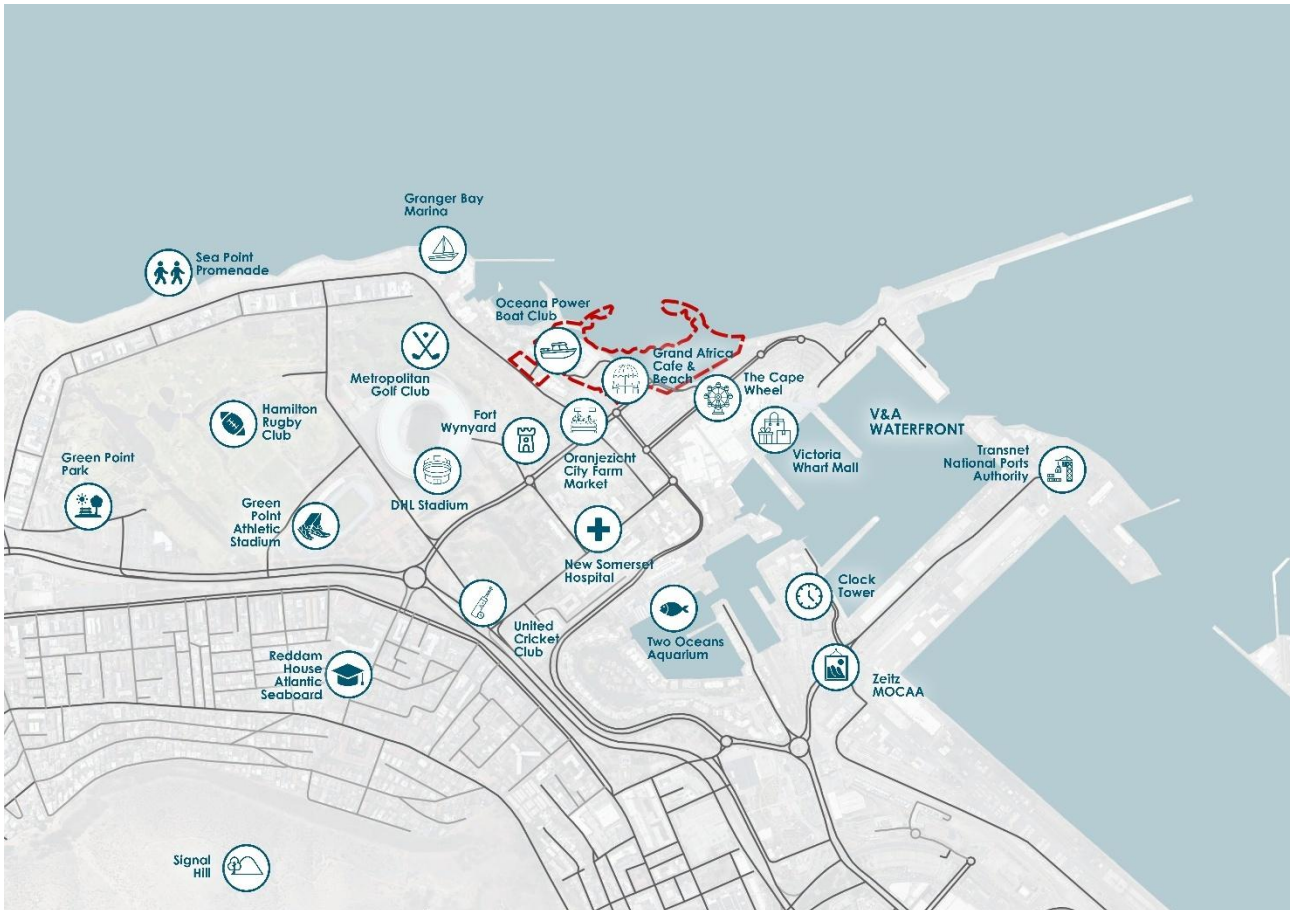 Granger Bay
Marina
Sea Point
Promenade
Oceana Power
Boat Club
Metropolitan
Golf Club
Grand Africa
Cafe &
Beach
The Cape
Wheel
Hamilton
Rugby
Club
Fort
Wynyard
V&A
WATERFRONT
Green Point
Park
Oranjezicht
City Farm
Market
Victoria
Wharf Mall
Transnet
National Ports
Authority
DHL Stadium
Green
Point
Athletic
Stadium
New Somerset
Hospital
Clock
Tower
United
Cricket
Club
Two Oceans
Aquarium
Reddam
House
Atlantic
Seaboard
Zeitz
MOCAA
Signal
Hill